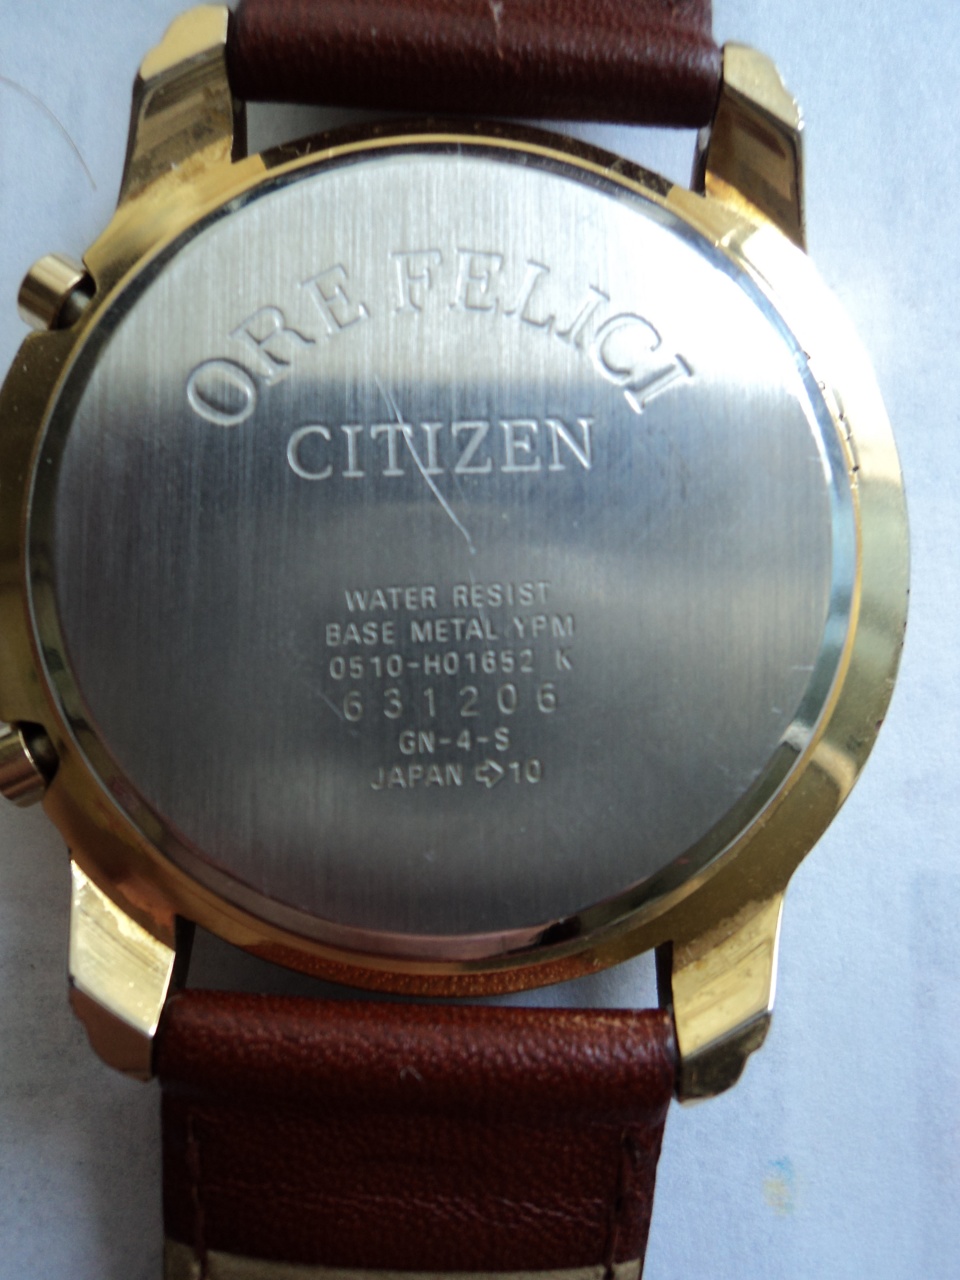 ORE FELICI
CITIZEN
WATER RESIST
BASE METAL YPM
0510-H01652 K
631206
GN-4-S
JAPAN ➩10